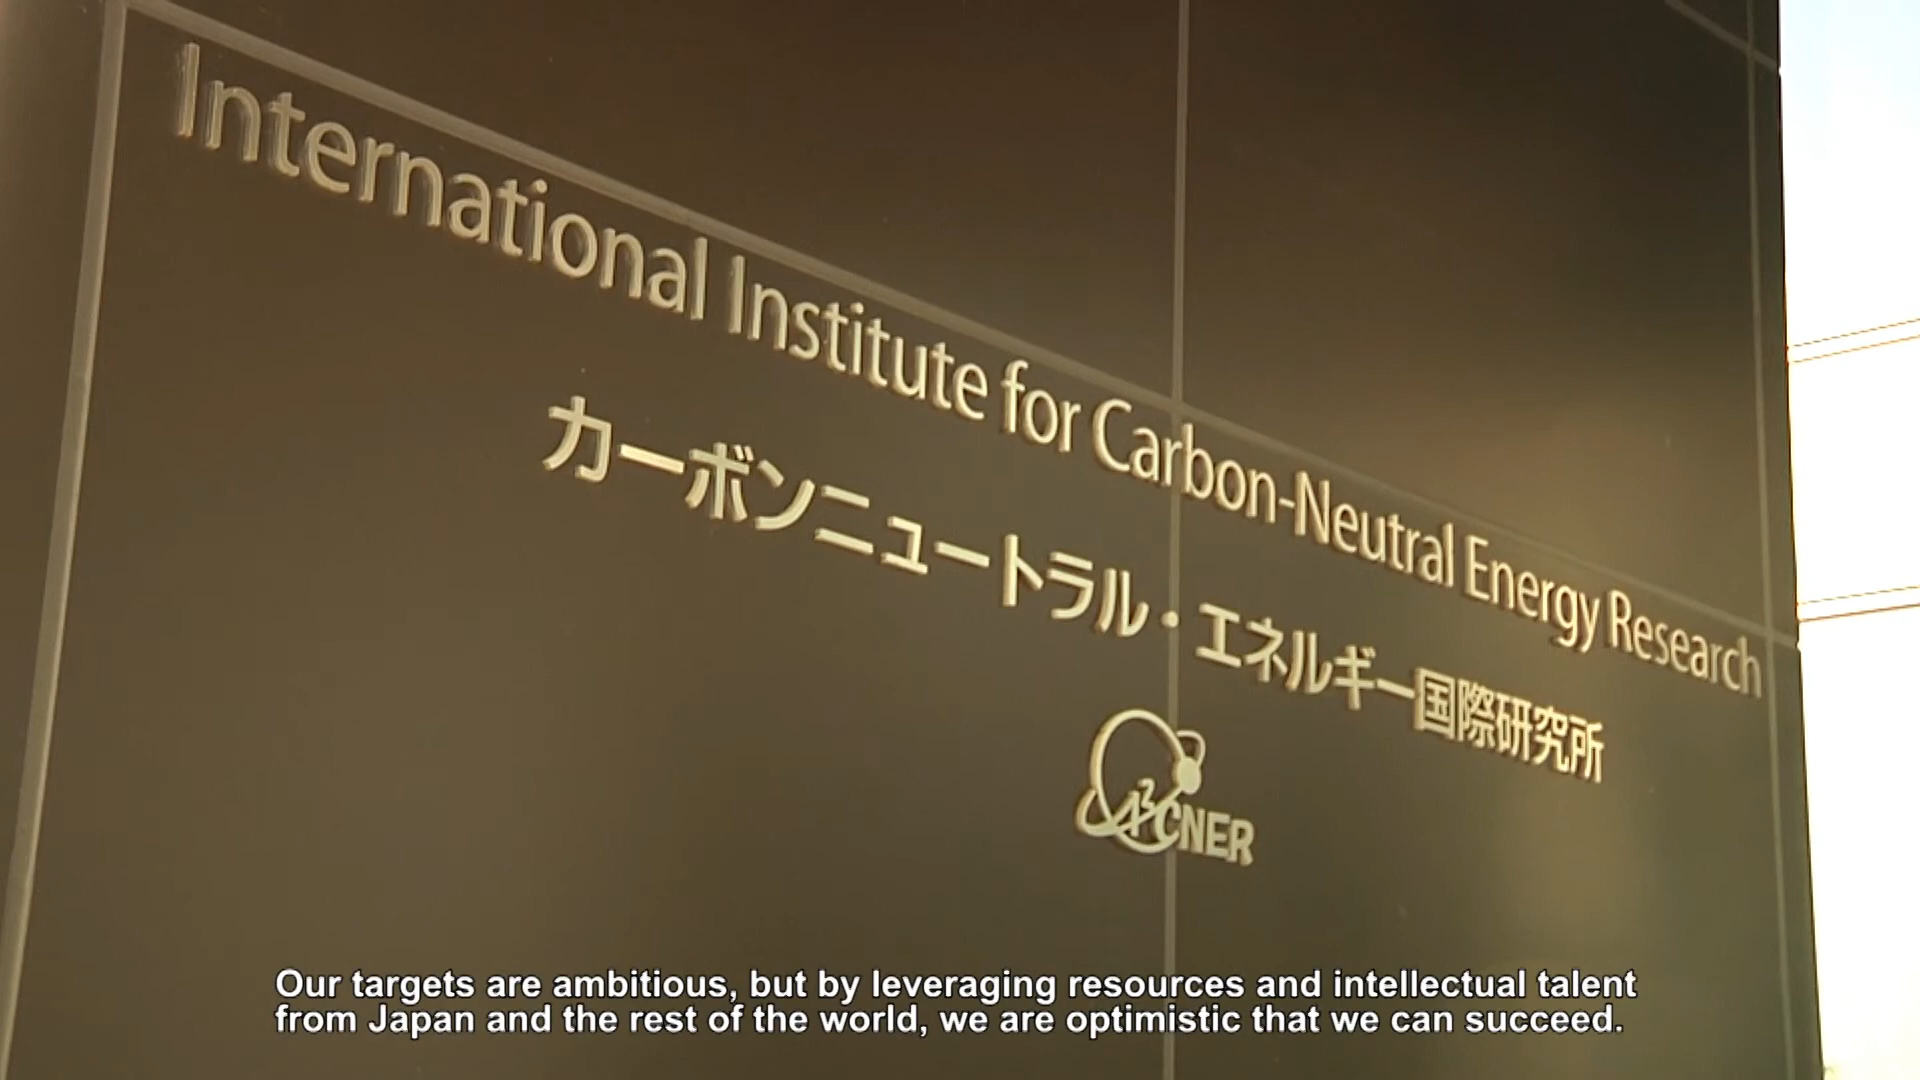 International Institute for Carbon-Neutral Energy Research
カーボンニュートラル・エネルギー国際研究所
I²CNER
Our targets are ambitious, but by leveraging resources and intellectual talent
from Japan and the rest of the world, we are optimistic that we can succeed.